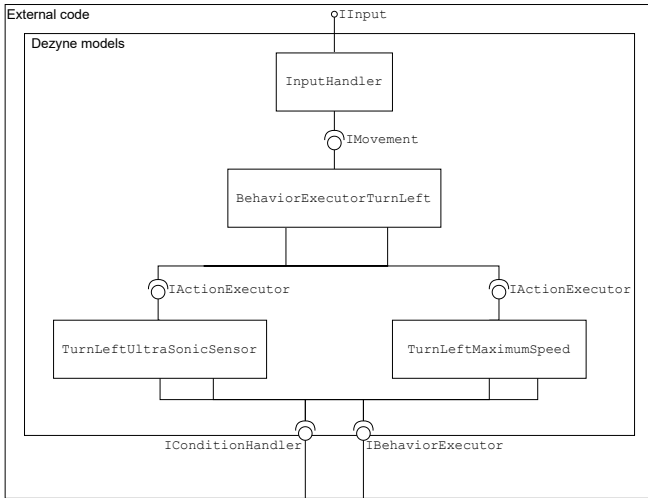 External code
IInput
Dezyne models
InputHandler
IMovement
BehaviorExecutorTurnLeft
IActionExecutor
IActionExecutor
TurnLeftUltraSonicSensor
TurnLeftMaximumSpeed
IConditionHandler
IBehaviorExecutor